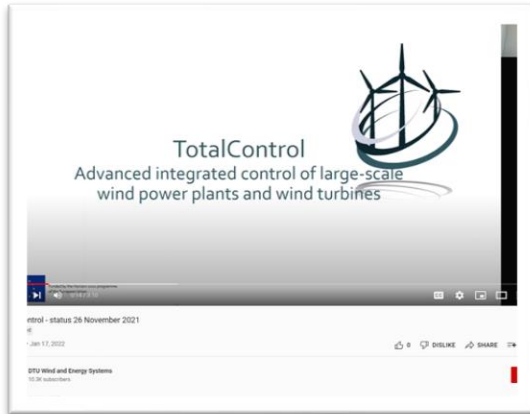 TotalControl
Advanced integrated control of large-scale
wind power plants and wind turbines
ntrol - status 26 November 2021
Jan 17, 2022
0 DISLIKE SHARE
DTU Wind and Energy Systems
10.3K subscribers